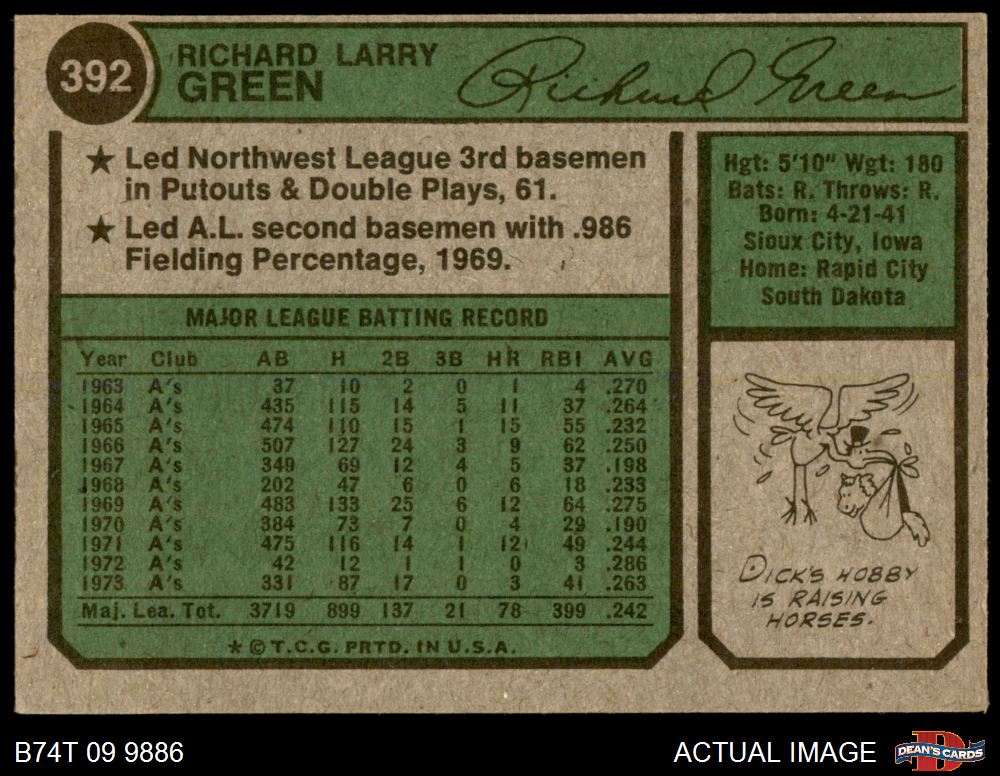 392
RICHARD LARRY
GREEN
Richard Green
★ Led Northwest League 3rd basemen
in Putouts & Double Plays, 61.
★ Led A.L. second basemen with .986
Fielding Percentage, 1969.
Hgt: 5'10" Wgt: 180
Bats: R. Throws: R.
Born: 4-21-41
Sioux City, Iowa
Home: Rapid City
South Dakota
MAJOR LEAGUE BATTING RECORD
Year Club AB H 2B 3B HR RBI AVG
1963 A's 37 10 2 0 1 4 .270
1964 A's 435 115 14 5 11 37 .264
1965 A's 474 110 15 1 15 55 .232
1966 A's 507 127 24 3 9 62 .250
1967 A's 349 69 12 4 5 37 .198
1968 A's 202 47 6 0 6 18 .233
1969 A's 483 133 25 6 12 64 .275
1970 A's 384 73 7 0 4 29 .190
1971 A's 475 116 14 1 12 49 .244
1972 A's 42 12 1 1 0 3 .286
1973 A's 331 87 17 0 3 41 .263
Maj. Lea. Tot. 3719 899 137 21 78 399 .242
* © T.C.G. PRTD. IN U.S.A.
DICK'S HOBBY
IS RAISING
HORSES.
B74T 09 9886
ACTUAL IMAGE
DEAN'S CARDS